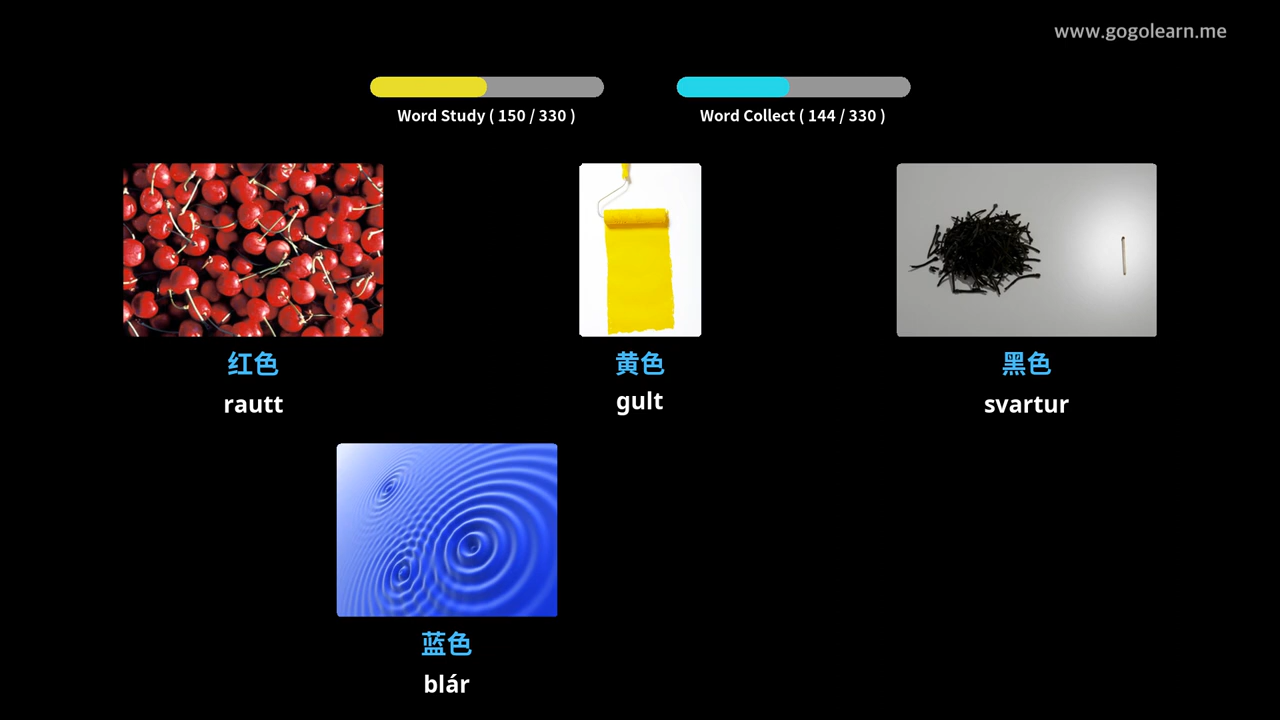 www.gogolearn.me
Word Study ( 150 / 330 )
Word Collect ( 144 / 330 )
红色
rautt
黄色
gult
黑色
svartur
蓝色
blár